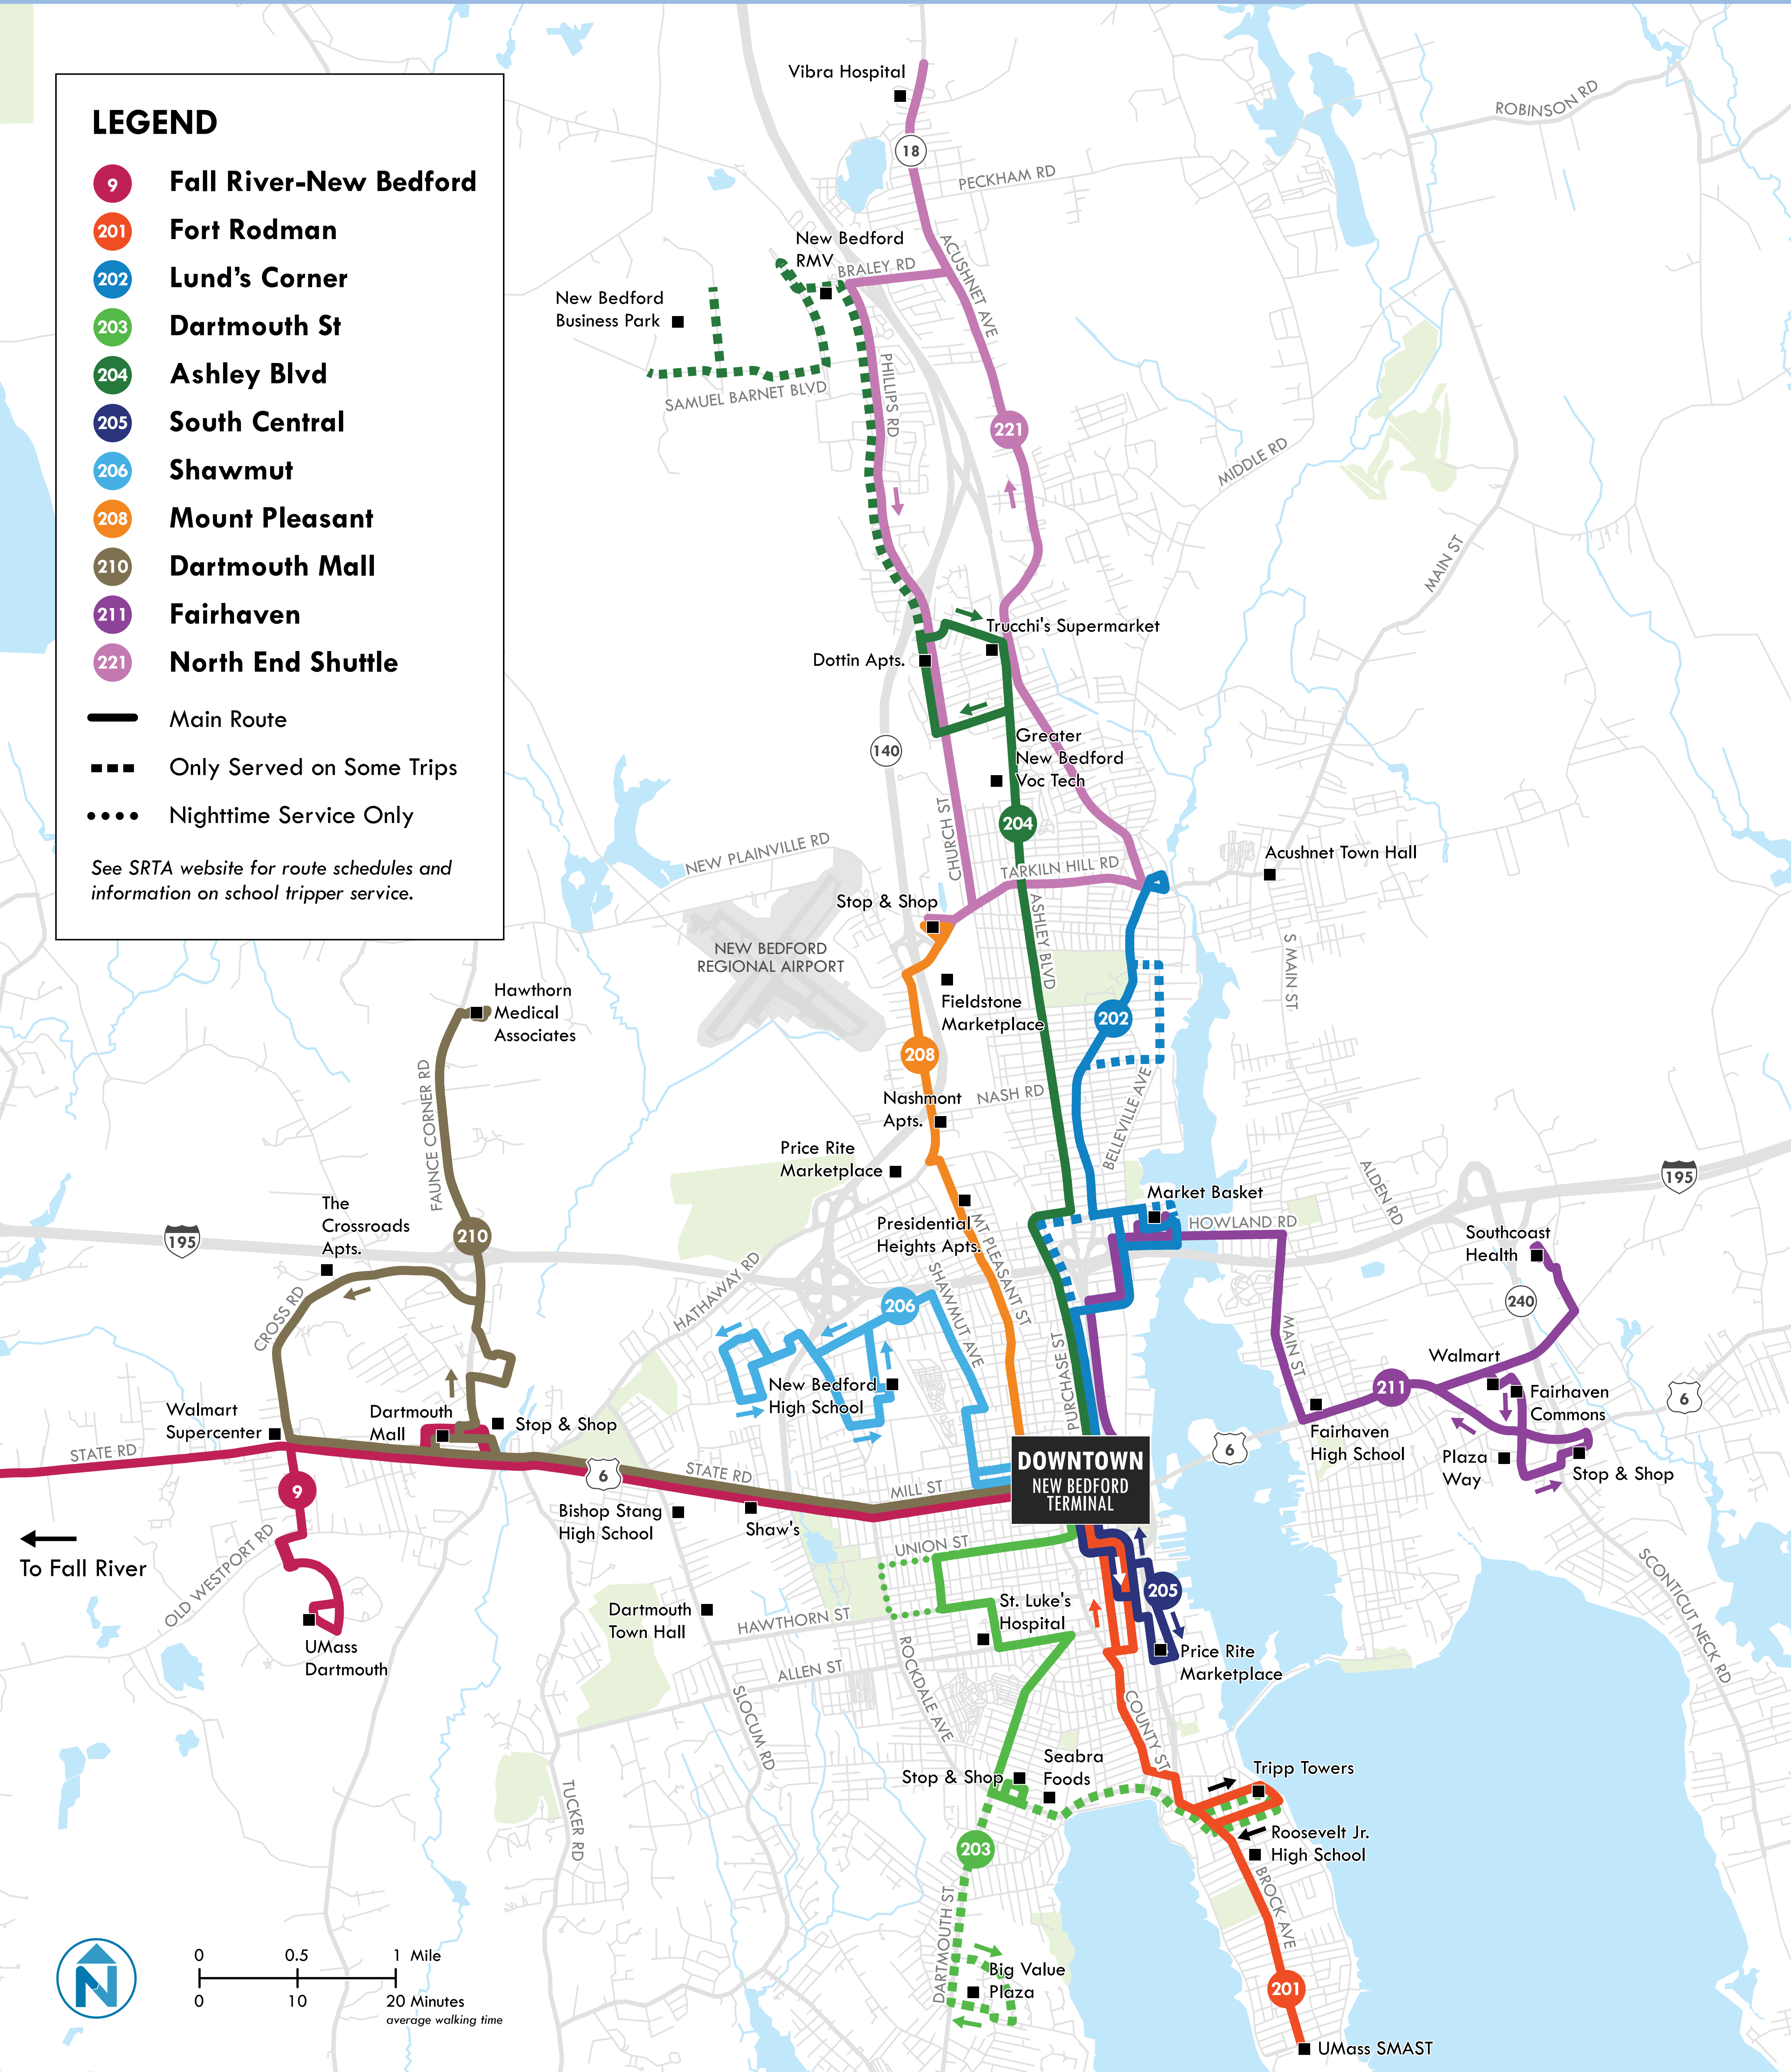 LEGEND
9 Fall River-New Bedford
201 Fort Rodman
202 Lund's Corner
203 Dartmouth St
204 Ashley Blvd
205 South Central
206 Shawmut
208 Mount Pleasant
210 Dartmouth Mall
211 Fairhaven
221 North End Shuttle
Main Route
Only Served on Some Trips
Nighttime Service Only
See SRTA website for route schedules and
information on school tripper service.
Vibra Hospital
18
PECKHAM RD
ROBINSON RD
New Bedford
RMV
BRALEY RD
ACUSHNET AVE
New Bedford
Business Park
SAMUEL BARNET BLVD
PHILLIPS RD
221
MIDDLE RD
MAIN ST
Trucchi's Supermarket
Dottin Apts.
140
Greater
New Bedford
Voc Tech
204
CHURCH ST
NEW PLAINVILLE RD
TARKILN HILL RD
Acushnet Town Hall
Stop & Shop
ASHLEY BLVD
NEW BEDFORD
REGIONAL AIRPORT
S MAIN ST
Hawthorn
Medical
Associates
Fieldstone
Marketplace
202
208
FAUNCE CORNER RD
Nashmont
Apts.
NASH RD
BELLEVILLE AVE
Price Rite
Marketplace
ALDEN RD
195
Market Basket
HOWLAND RD
The
Crossroads
Apts.
195
210
Presidential
Heights Apts.
MT PLEASANT ST
Southcoast
Health
240
HATHAWAY RD
SHAWMUT AVE
206
CROSS RD
PURCHASE ST
MAIN ST
Walmart
211
Fairhaven
Commons
6
New Bedford
High School
Walmart
Supercenter
Dartmouth
Mall
Stop & Shop
STATE RD
Fairhaven
High School
6
Plaza
Way
Stop & Shop
DOWNTOWN
NEW BEDFORD
TERMINAL
6
STATE RD
MILL ST
9
Bishop Stang
High School
Shaw's
To Fall River
OLD WESTPORT RD
UNION ST
SCONTICUT NECK RD
205
St. Luke's
Hospital
Dartmouth
Town Hall
HAWTHORN ST
UMass
Dartmouth
ALLEN ST
ROCKDALE AVE
Price Rite
Marketplace
SLOCUM RD
COUNTY ST
Seabra
Foods
Stop & Shop
Tripp Towers
TUCKER RD
203
Roosevelt Jr.
High School
BROCK AVE
DARTMOUTH ST
Big Value
Plaza
201
UMass SMAST
N
0 0.5 1 Mile
0 10 20 Minutes
average walking time